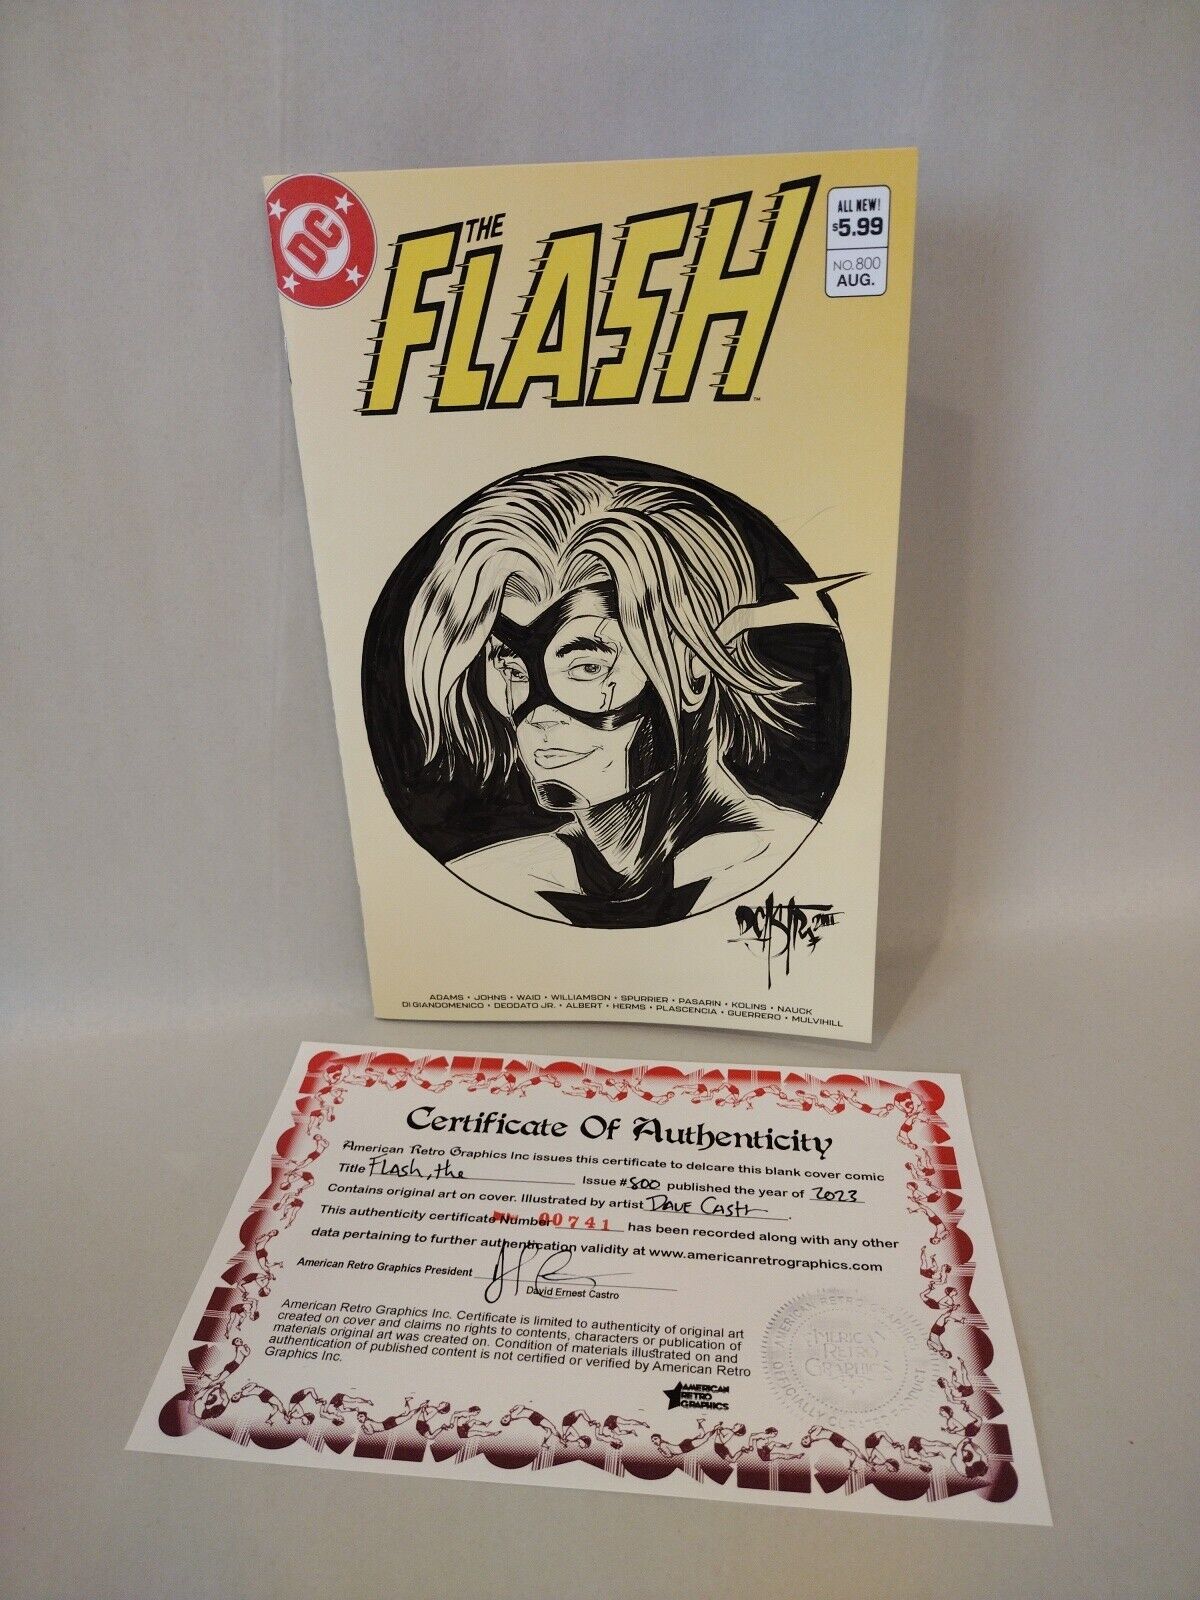 DC
THE
FLASH
™
ALL NEW!
$5.99
NO.800
AUG.
ADAMS • JOHNS • WAID • WILLIAMSON • SPURRIER • PASARIN • KOLINS • NAUCK
DI GIANDOMENICO • DEODATO JR. • ALBERT • HERMS • PLASCENCIA • GUERRERO • MULVIHILL
Certificate Of Authenticity
American Retro Graphics Inc issues this certificate to delcare this blank cover comic
Title Flash, the Issue #800 published the year of 2023
Contains original art on cover. Illustrated by artist Dave Castr.
This authenticity certificate Number 00741 has been recorded along with any other
data pertaining to further authentication validity at www.americanretrographics.com
American Retro Graphics President
David Ernest Castro
American Retro Graphics Inc. Certificate is limited to authenticity of original art
created on cover and claims no rights to contents, characters or publication of
materials original art was created on. Condition of materials illustrated on and
authentication of published content is not certified or verified by American Retro
Graphics Inc.
AMERICAN
RETRO
GRAPHICS
AMERICAN
RETRO
GRAPHICS